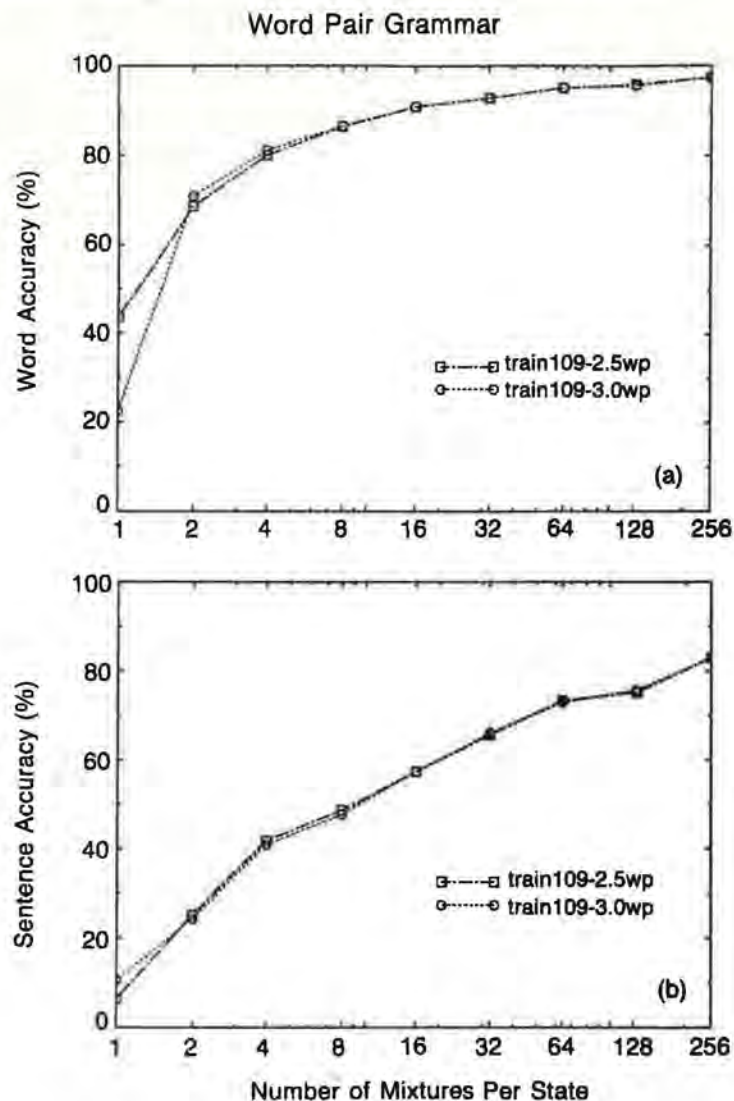 Word Pair Grammar
100
80
60
40
20
0
Word Accuracy (%)
train109-2.5wp
train109-3.0wp
(a)
1 2 4 8 16 32 64 128 256
100
80
60
40
20
0
Sentence Accuracy (%)
train109-2.5wp
train109-3.0wp
(b)
1 2 4 8 16 32 64 128 256
Number of Mixtures Per State